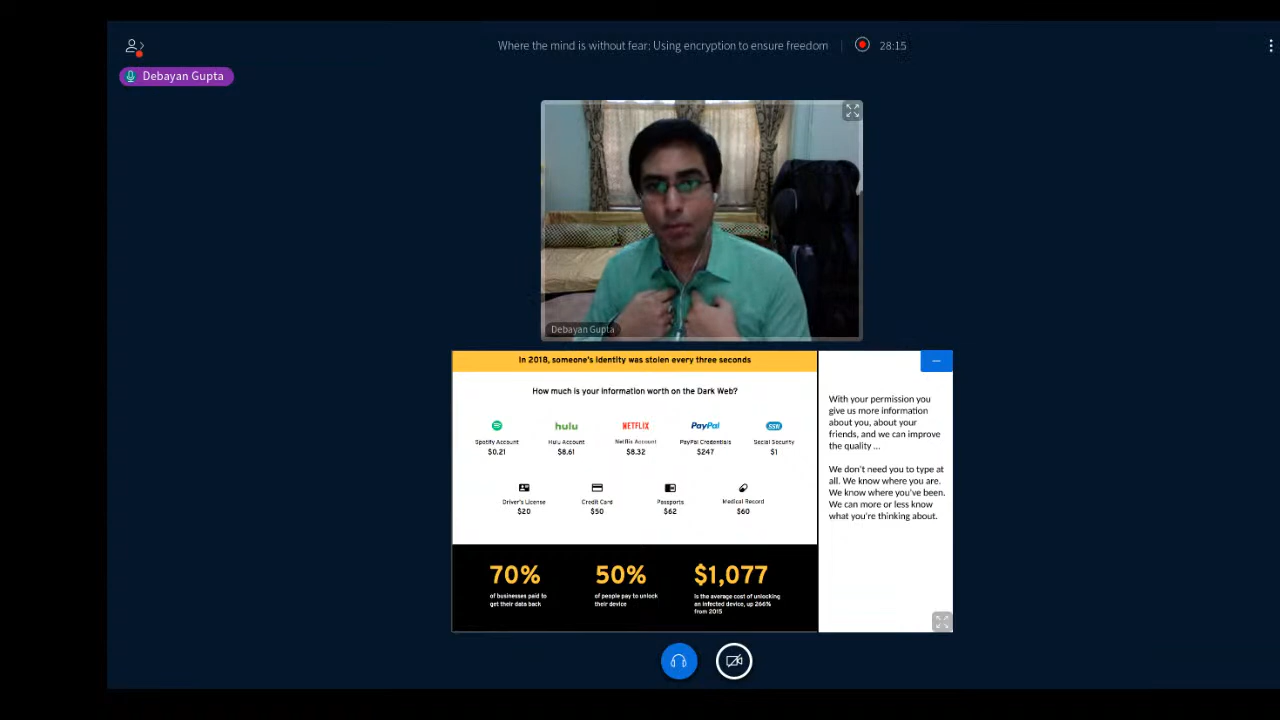 Where the mind is without fear: Using encryption to ensure freedom
28:15
Debayan Gupta
Debayan Gupta
In 2018, someone's identity was stolen every three seconds
How much is your information worth on the Dark Web?
hulu
NETFLIX
PayPal
SSN
Spotify Account
Hulu Account
Netflix Account
PayPal Credentials
Social Security
$0.21
$8.61
$8.32
$247
$1
Driver's License
Credit Card
Passports
Medical Record
$20
$50
$62
$60
70%
of businesses paid to
get their data back
50%
of people pay to unlock
their device
$1,077
is the average cost of unlocking
an infected device, up 266%
from 2015
With your permission you
give us more information
about you, about your
friends, and we can improve
the quality ...
We don't need you to type at
all. We know where you are.
We know where you've been.
We can more or less know
what you're thinking about.